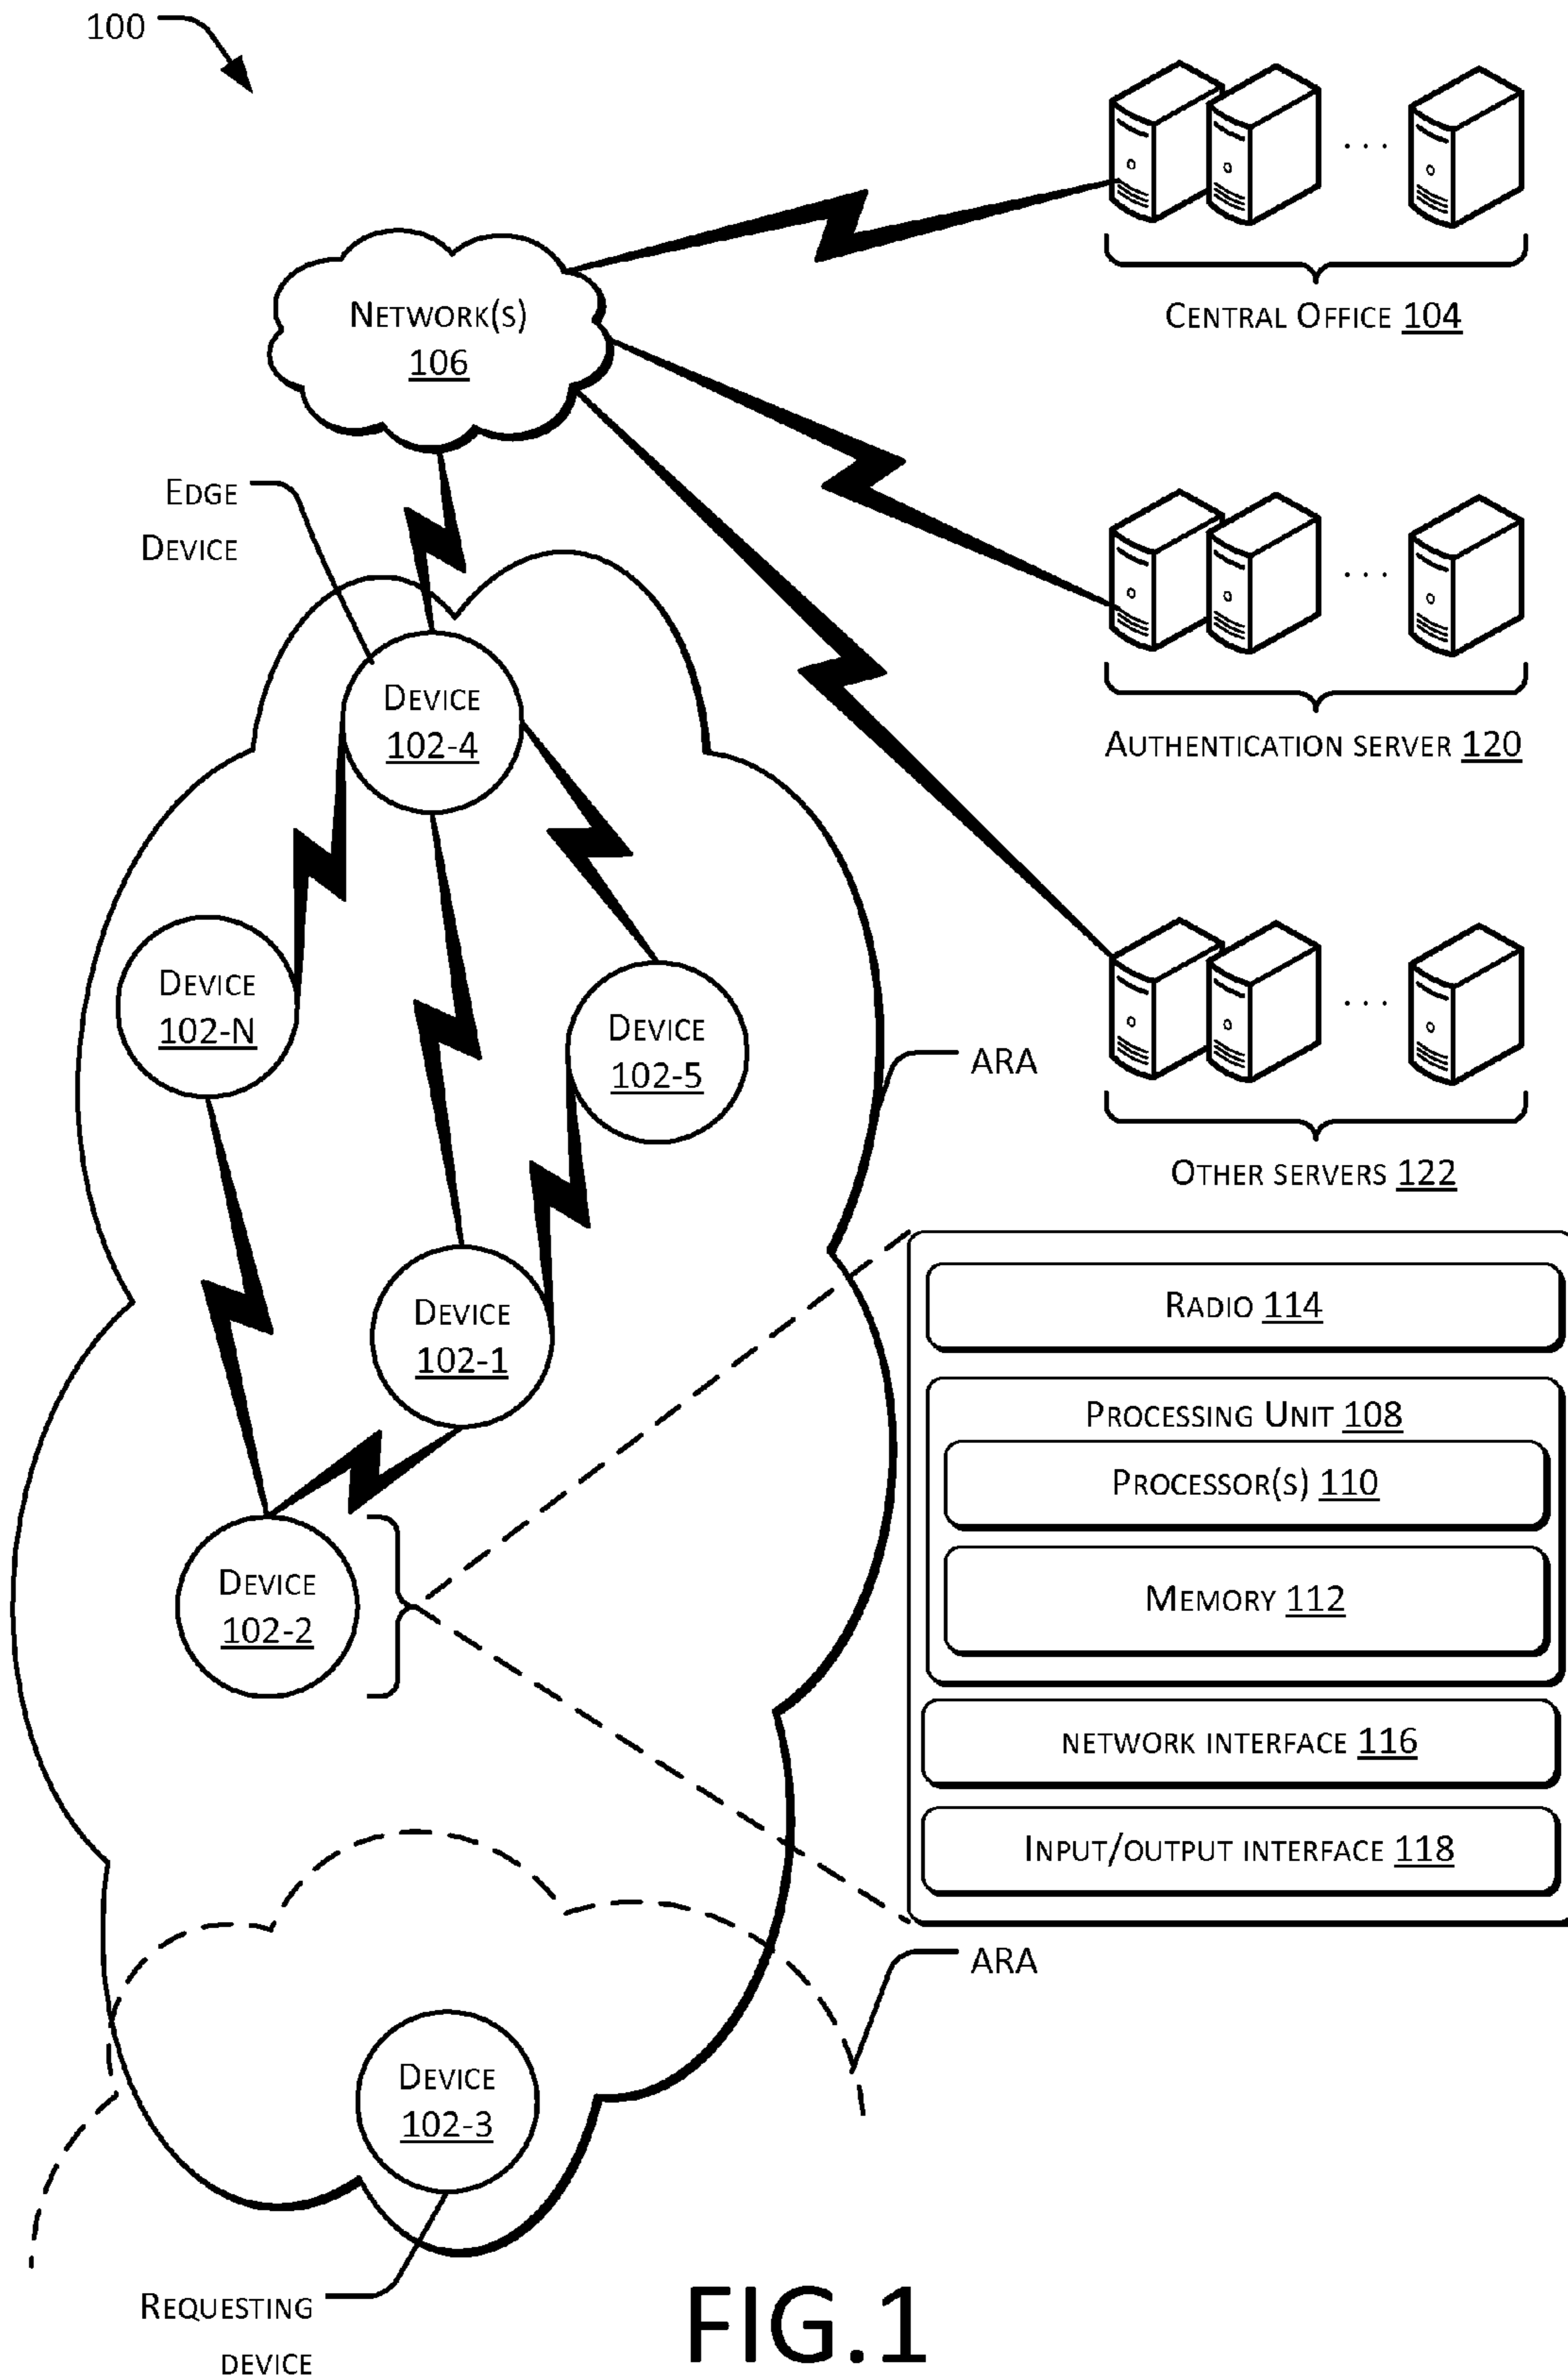 100
NETWORK(S)
106
CENTRAL OFFICE 104
EDGE
DEVICE
DEVICE
102-4
AUTHENTICATION SERVER 120
DEVICE
102-N
DEVICE
102-5
ARA
OTHER SERVERS 122
DEVICE
102-1
RADIO 114
PROCESSING UNIT 108
PROCESSOR(S) 110
MEMORY 112
DEVICE
102-2
NETWORK INTERFACE 116
INPUT/OUTPUT INTERFACE 118
ARA
DEVICE
102-3
REQUESTING
DEVICE
FIG.1